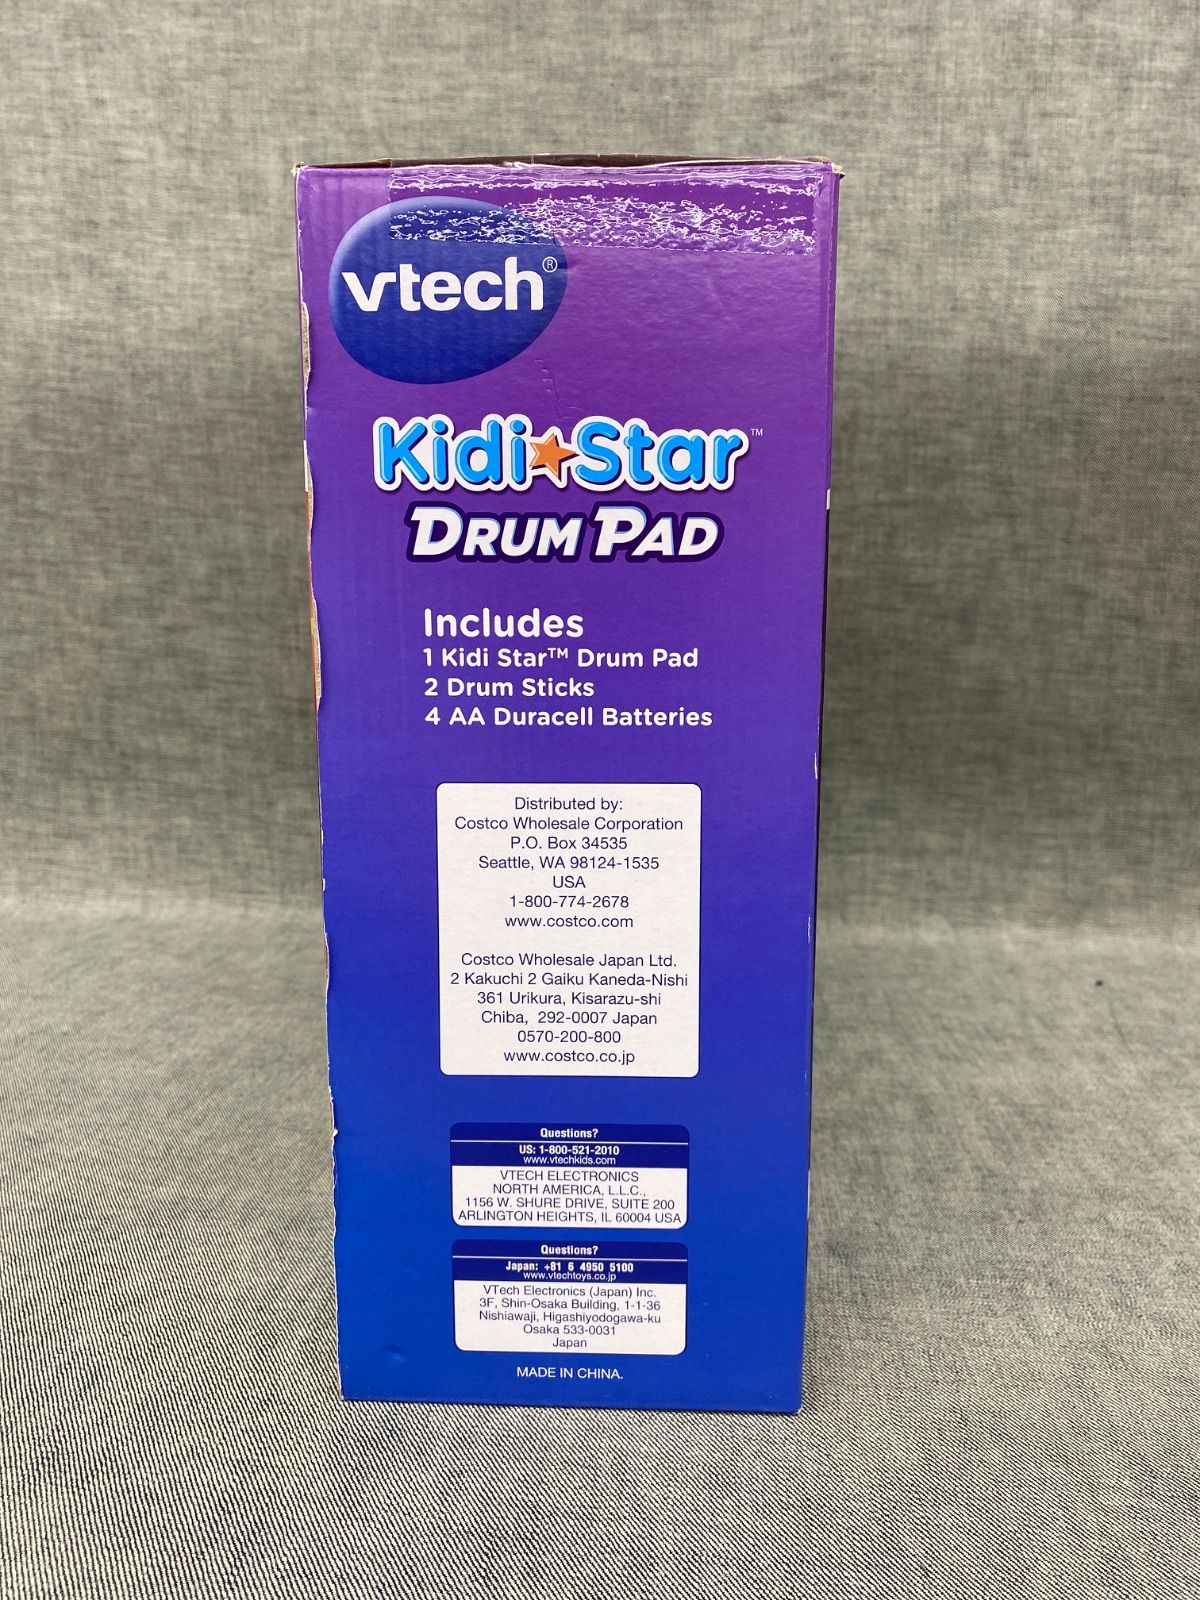 vtech®
Kidi Star™
DRUM PAD
Includes
1 Kidi Star™ Drum Pad
2 Drum Sticks
4 AA Duracell Batteries
Distributed by:
Costco Wholesale Corporation
P.O. Box 34535
Seattle, WA 98124-1535
USA
1-800-774-2678
www.costco.com
Costco Wholesale Japan Ltd.
2 Kakuchi 2 Gaiku Kaneda-Nishi
361 Urikura, Kisarazu-shi
Chiba, 292-0007 Japan
0570-200-800
www.costco.co.jp
Questions?
US: 1-800-521-2010
www.vtechkids.com
VTECH ELECTRONICS
NORTH AMERICA, L.L.C.,
1156 W. SHURE DRIVE, SUITE 200
ARLINGTON HEIGHTS, IL 60004 USA
Questions?
Japan: +81 6 4950 5100
www.vtechtoys.co.jp
VTech Electronics (Japan) Inc.
3F, Shin-Osaka Building, 1-1-36
Nishiawaji, Higashiyodogawa-ku
Osaka 533-0031
Japan
MADE IN CHINA.